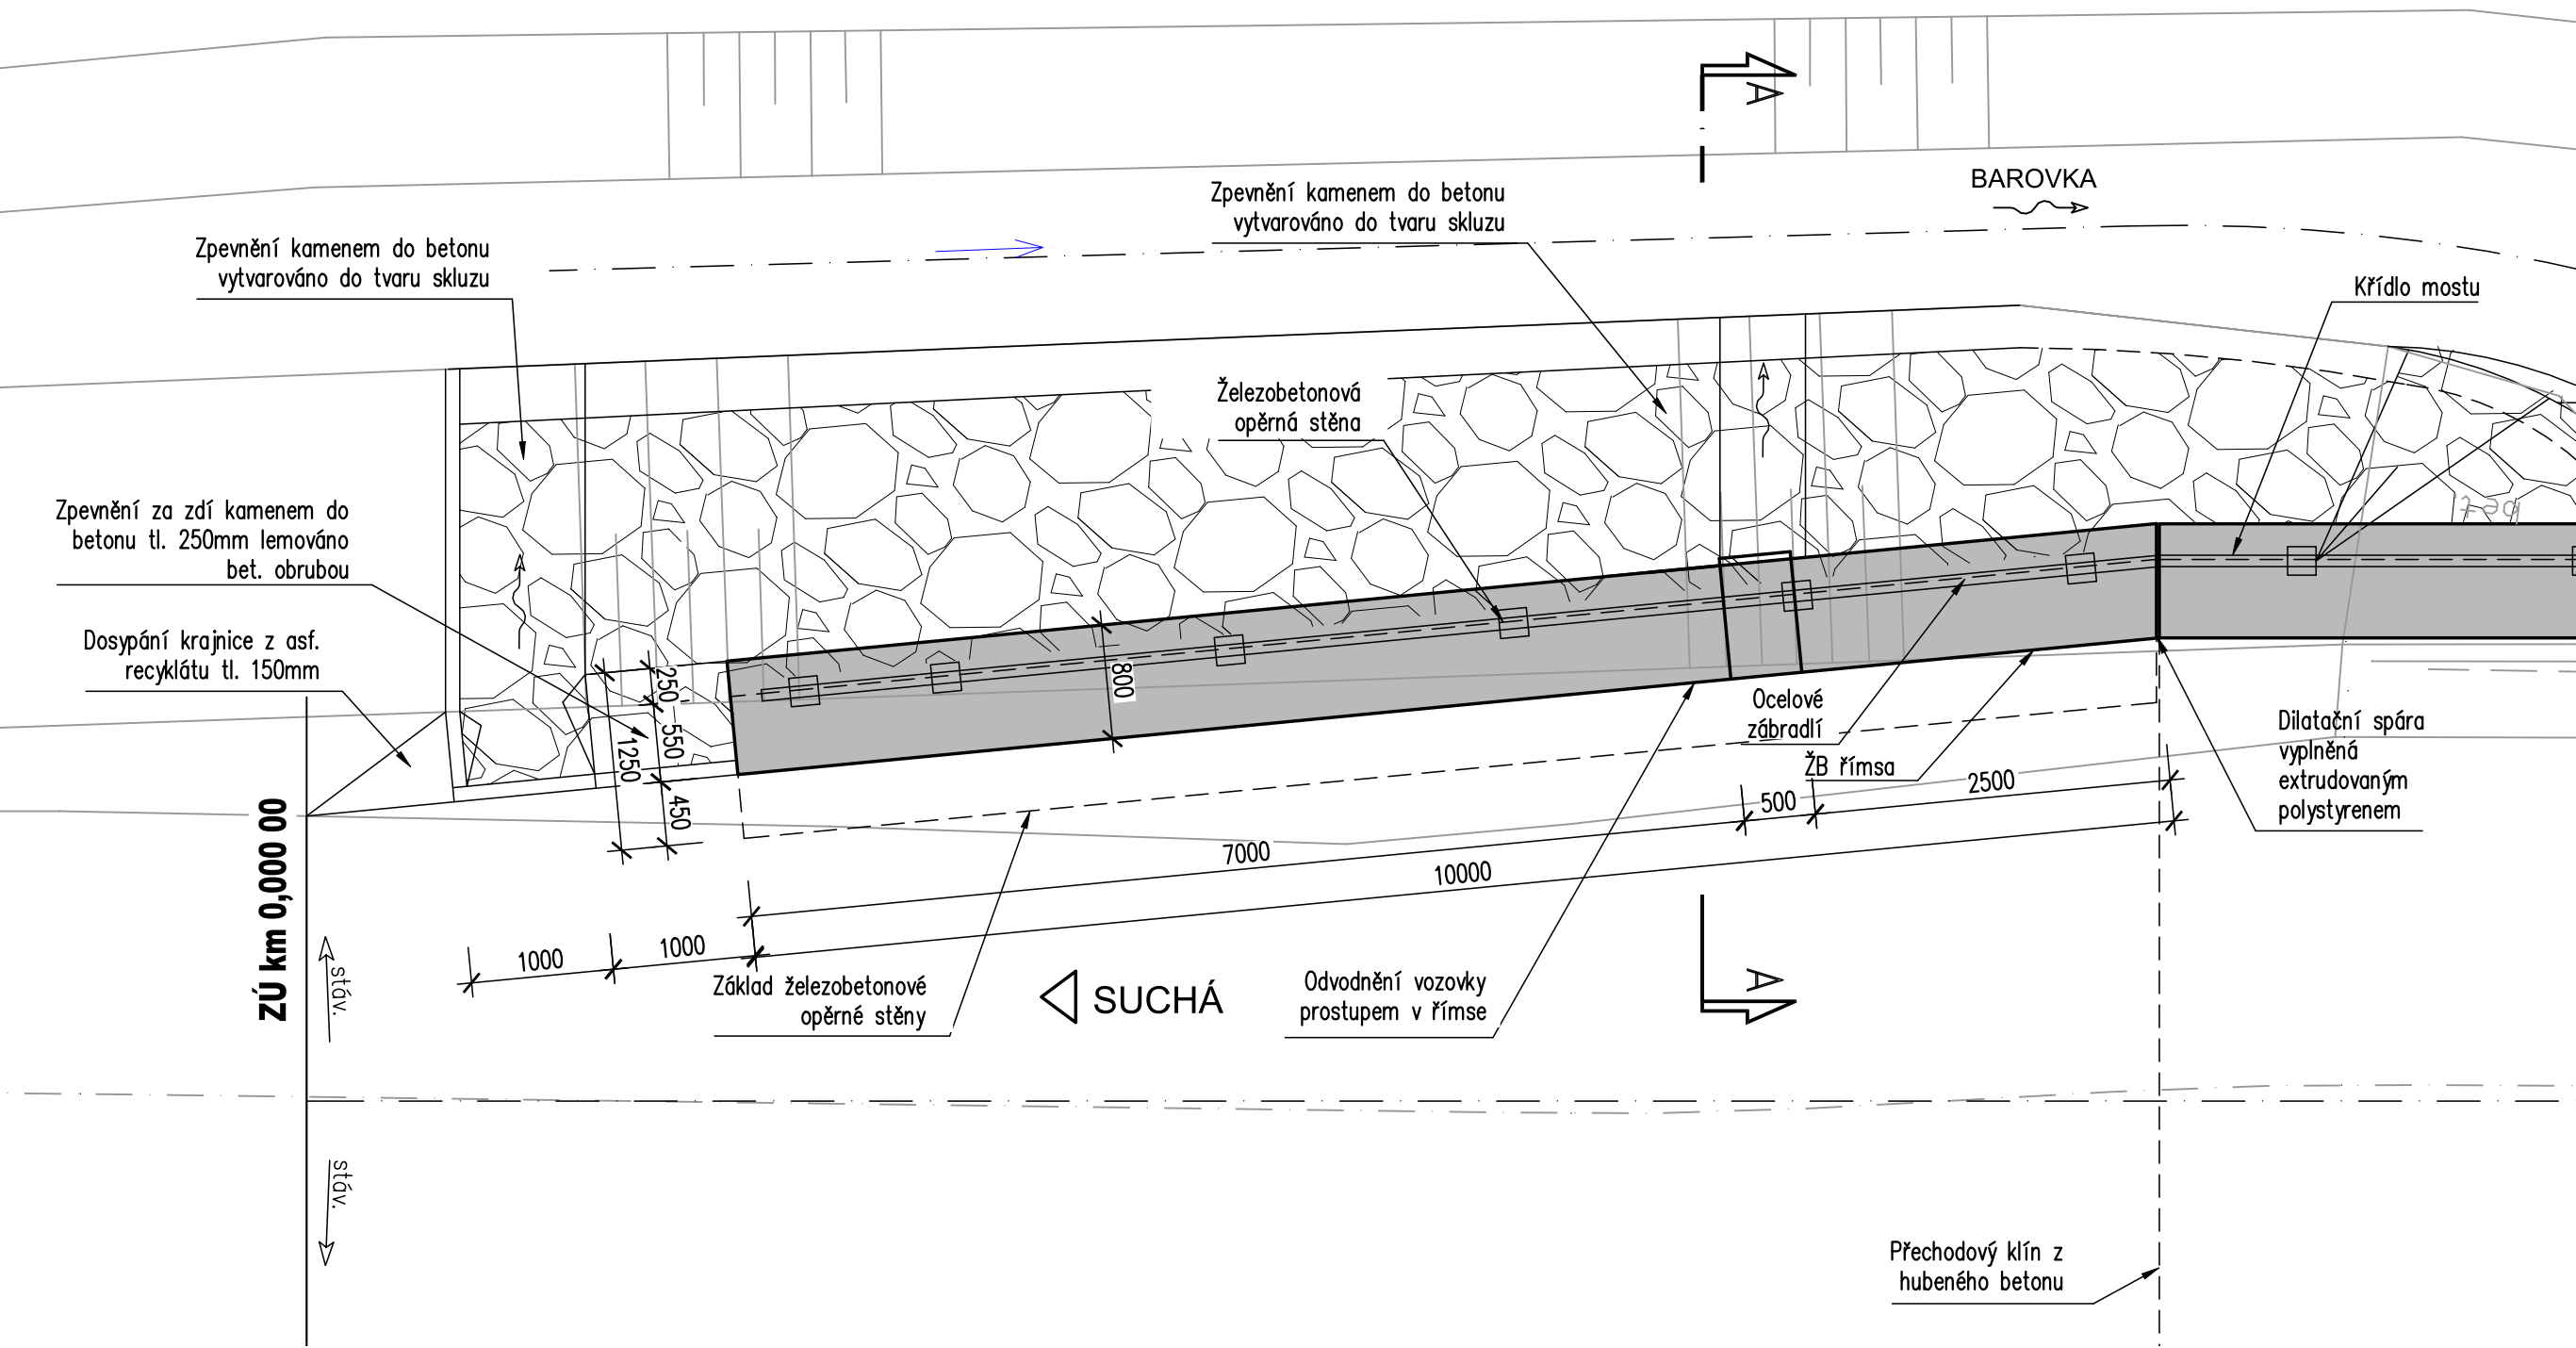 A
BAROVKA
Zpevnění kamenem do betonu
vytvarováno do tvaru skluzu
Zpevnění kamenem do betonu
vytvarováno do tvaru skluzu
Křídlo mostu
Železobetonová
opěrná stěna
Zpevnění za zdí kamenem do
betonu tl. 250mm lemováno
bet. obrubou
Dosypání krajnice z asf.
recyklátu tl. 150mm
250
550
1250
450
800
Ocelové
zábradlí
ŽB římsa
Dilatační spára
vyplněná
extrudovaným
polystyrenem
500
2500
7000
10000
1000
1000
ZÚ km 0,000 00
stáv.
stáv.
Základ železobetonové
opěrné stěny
SUCHÁ
Odvodnění vozovky
prostupem v římse
A
Přechodový klín z
hubeného betonu